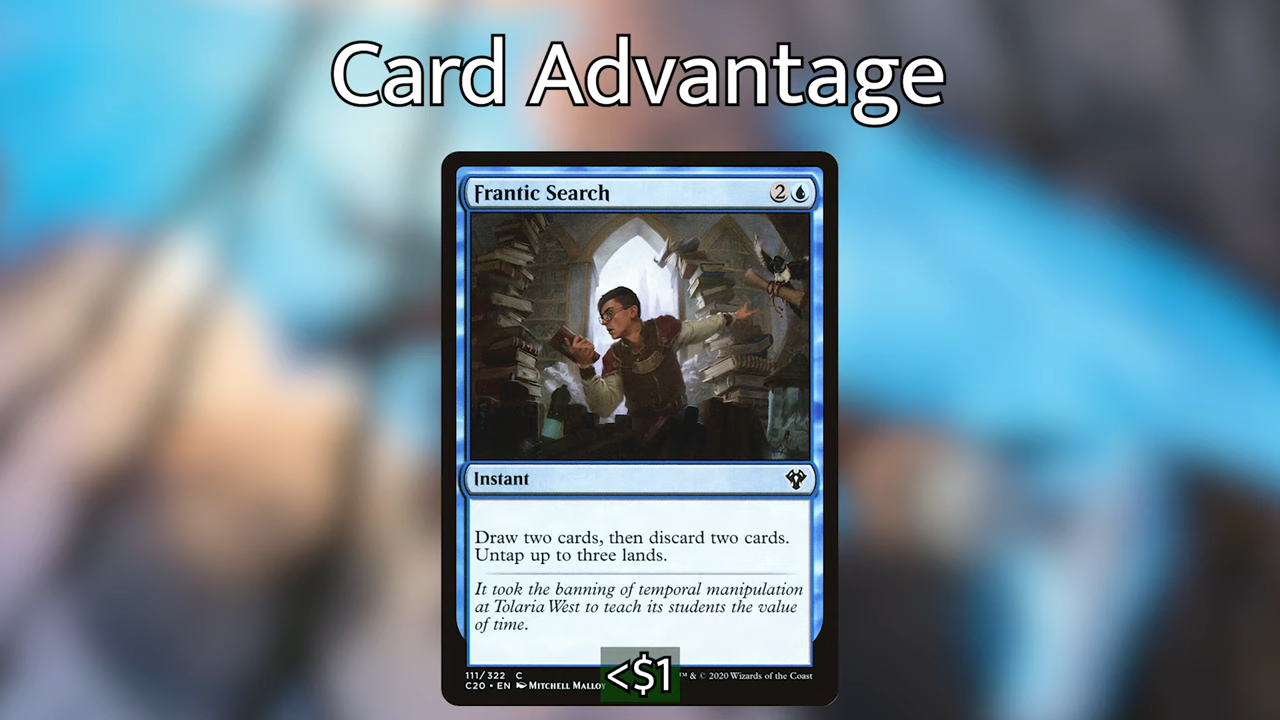 Card Advantage
Frantic Search
2
Instant
Draw two cards, then discard two cards.
Untap up to three lands.
It took the banning of temporal manipulation
at Tolaria West to teach its students the value
of time.
<$1
111/322 C
C20 • EN MITCHELL MALLOY
™ & © 2020 Wizards of the Coast